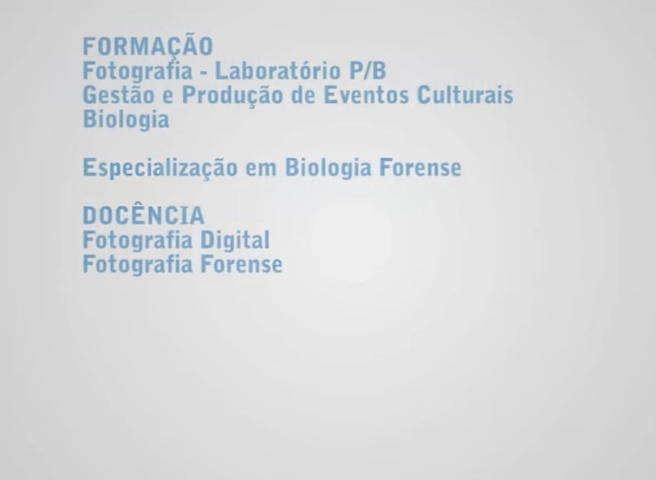 FORMAÇÃO
Fotografia - Laboratório P/B
Gestão e Produção de Eventos Culturais
Biologia
Especialização em Biologia Forense
DOCÊNCIA
Fotografia Digital
Fotografia Forense